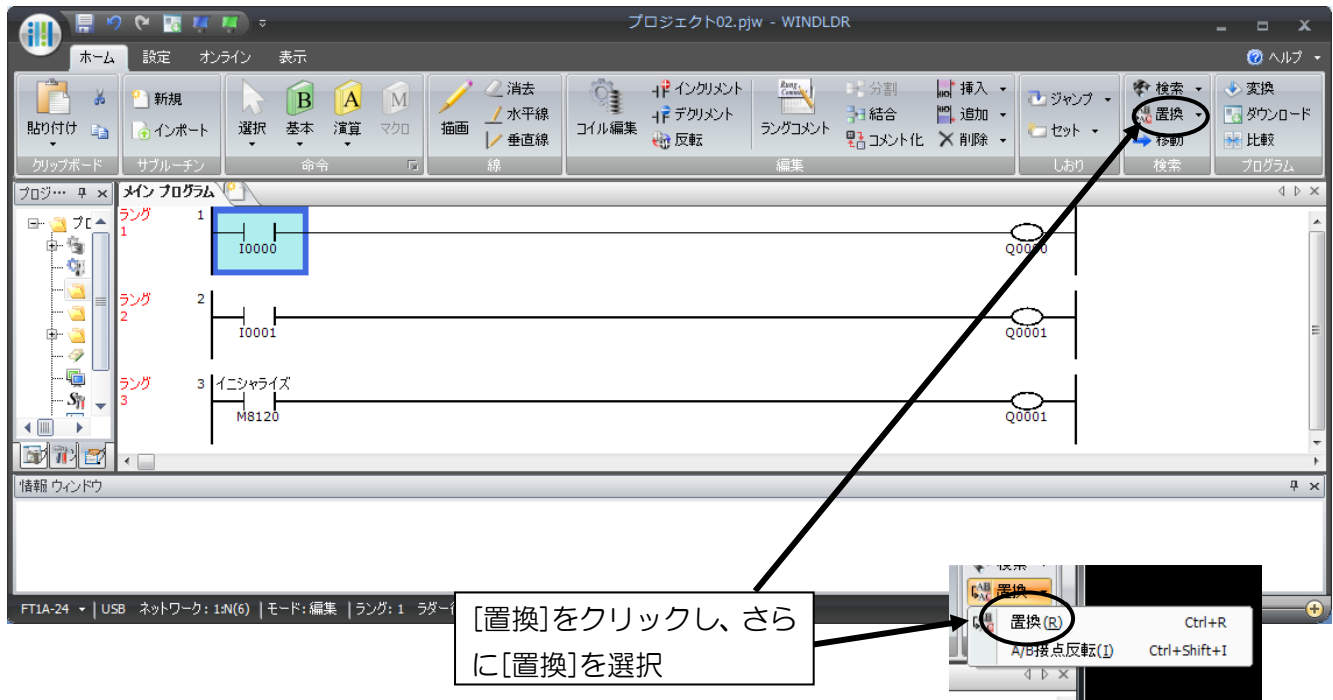 プロジェクト02.pjw - WINDLDR
ホーム 設定 オンライン 表示 ヘルプ
貼り付け
クリップボード
新規
インポート
サブルーチン
選択 基本 演算 マクロ
B A M
命令
描画
消去
水平線
垂直線
線
コイル編集
インクリメント
デクリメント
反転
ラングコメント
分割
結合
コメント化
挿入
追加
削除
編集
ジャンプ
セット
しおり
検索
置換
移動
検索
変換
ダウンロード
比較
プログラム
プロジ… メイン プログラム
ラング 1
1
I0000 Q0000
ラング 2
2
I0001 Q0001
ラング 3 イニシャライズ
3
M8120 Q0001
情報 ウィンドウ
FT1A-24 USB ネットワーク: 1:N(6) モード: 編集 ラング: 1
[置換]をクリックし、さら
に[置換]を選択
検索
置換
置換(R) Ctrl+R
A/B接点反転(I) Ctrl+Shift+I